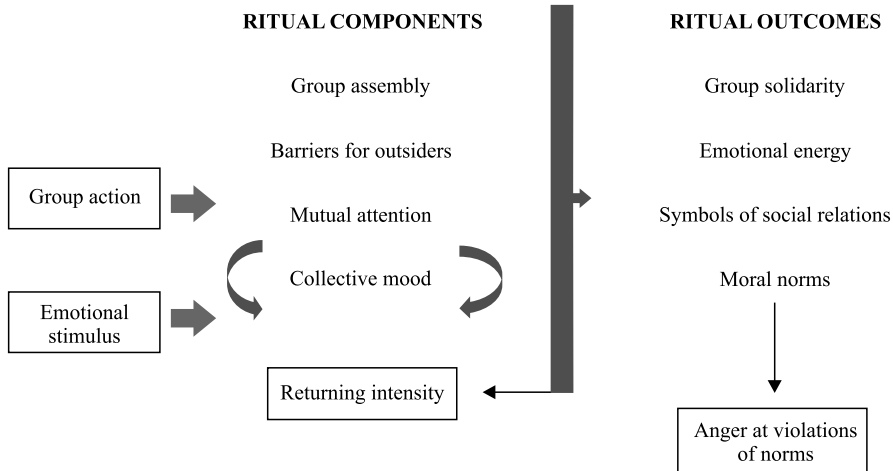 RITUAL COMPONENTS
Group assembly
Barriers for outsiders
Mutual attention
Collective mood
Group action
Emotional
stimulus
Returning intensity
RITUAL OUTCOMES
Group solidarity
Emotional energy
Symbols of social relations
Moral norms
Anger at violations
of norms